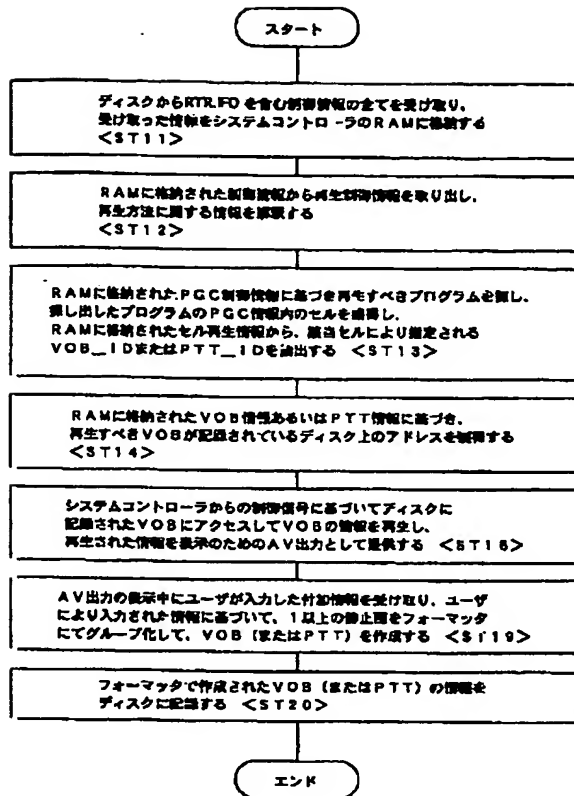 スタート
ディスクからRTR.IFOを含む制御情報の全てを受け取り、
受け取った情報をシステムコントローラのRAMに格納する
<ST11>
RAMに格納された制御情報から再生制御情報を取り出し、
再生方法に関する情報を解読する
<ST12>
RAMに格納されたPGC制御情報に基づき再生すべきプログラムを探し、
探し出したプログラムのPGC情報内のセルを獲得し、
RAMに格納されたセル再生情報から、該当セルにより指定される
VOB_IDまたはPTT_IDを抽出する <ST13>
RAMに格納されたVOB情報あるいはPTT情報に基づき、
再生すべきVOBが記録されているディスク上のアドレスを獲得する
<ST14>
システムコントローラからの制御信号に基づいてディスクに
記録されたVOBにアクセスしてVOBの情報を再生し、
再生された情報を表示のためのAV出力として提供する <ST15>
AV出力の表示中にユーザが入力した付加情報を受け取り、ユーザ
により入力された情報に基づいて、1以上の静止画をフォーマッタ
にてグループ化して、VOB(またはPTT)を作成する <ST19>
フォーマッタで作成されたVOB(またはPTT)の情報を
ディスクに記録する <ST20>
エンド